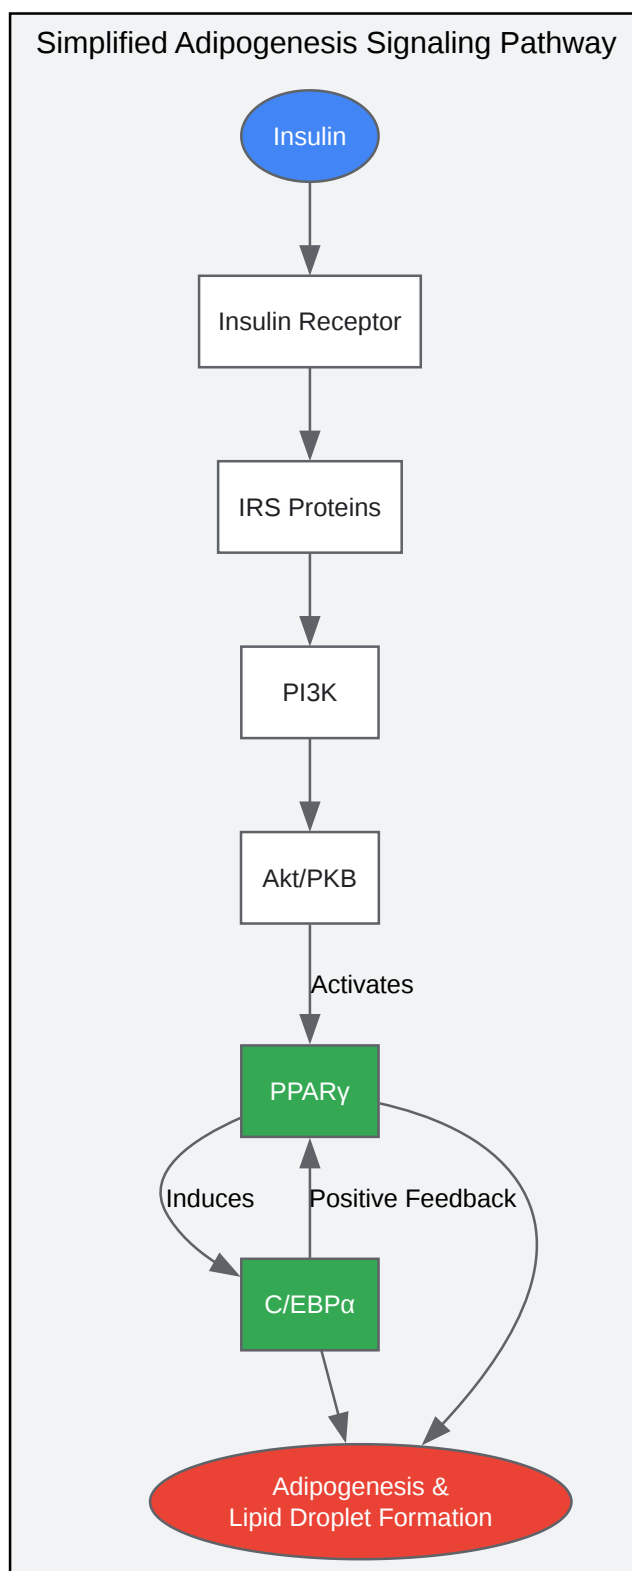 Simplified Adipogenesis Signaling Pathway
Insulin
Insulin Receptor
IRS Proteins
PI3K
Akt/PKB
Activates
PPARγ
Induces
Positive Feedback
C/EBPα
Adipogenesis &
Lipid Droplet Formation